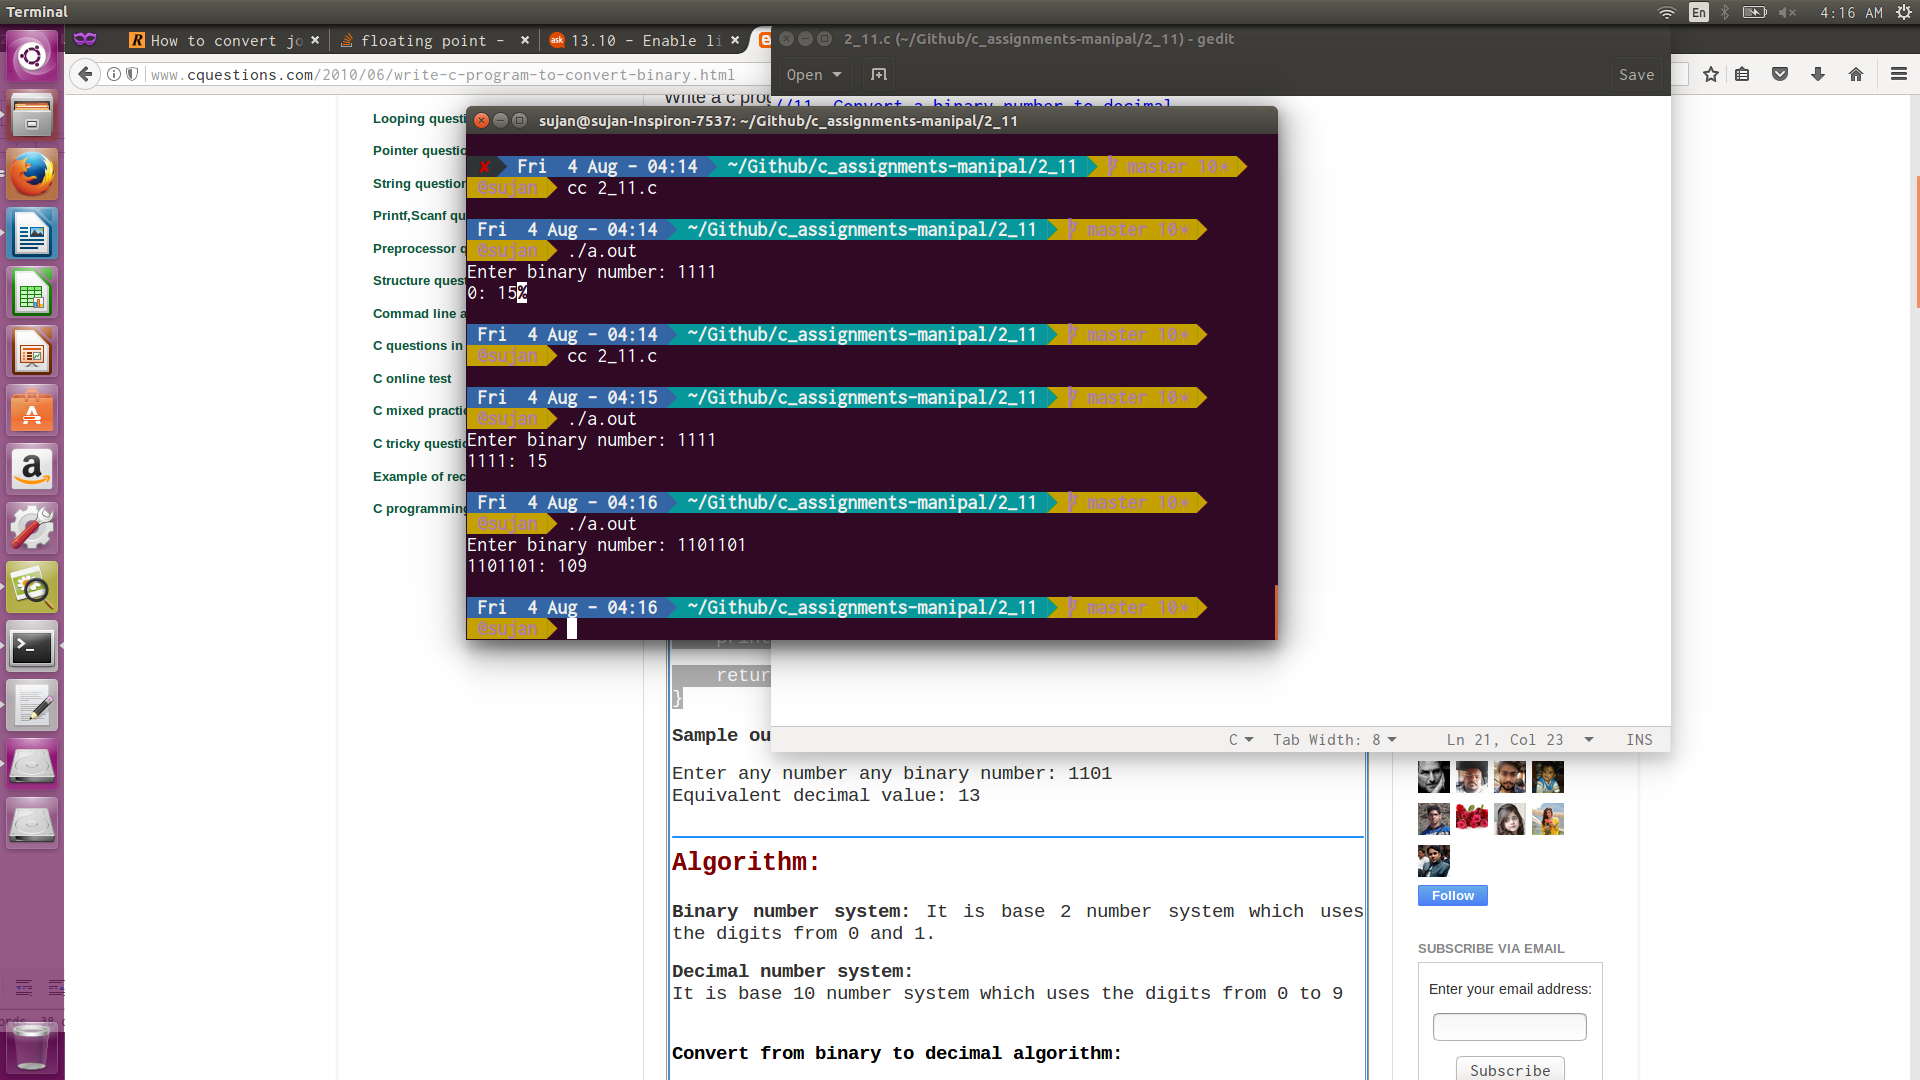 Terminal
En
4:16 AM
How to convert jo
floating point -
13.10 - Enable li
2_11.c (~/Github/c_assignments-manipal/2_11) - gedit
www.cquestions.com/2010/06/write-c-program-to-convert-binary.html
Open
Save
Write a c prog
//11. Convert a binary number to decimal
Looping questi
Pointer questio
String question
Printf,Scanf qu
Preprocessor q
Structure quest
Commad line a
C questions in
C online test
C mixed practic
C tricky questio
Example of rec
C programming
sujan@sujan-Inspiron-7537: ~/Github/c_assignments-manipal/2_11
✘ Fri 4 Aug - 04:14 ~/Github/c_assignments-manipal/2_11 master 10+
@sujan cc 2_11.c
Fri 4 Aug - 04:14 ~/Github/c_assignments-manipal/2_11 master 10+
@sujan ./a.out
Enter binary number: 1111
0: 15%
Fri 4 Aug - 04:14 ~/Github/c_assignments-manipal/2_11 master 10+
@sujan cc 2_11.c
Fri 4 Aug - 04:15 ~/Github/c_assignments-manipal/2_11 master 10+
@sujan ./a.out
Enter binary number: 1111
1111: 15
Fri 4 Aug - 04:16 ~/Github/c_assignments-manipal/2_11 master 10+
@sujan ./a.out
Enter binary number: 1101101
1101101: 109
Fri 4 Aug - 04:16 ~/Github/c_assignments-manipal/2_11 master 10+
@sujan
print
retur
}
C
Tab Width: 8
Ln 21, Col 23
INS
Sample ou
Enter any number any binary number: 1101
Equivalent decimal value: 13
Algorithm:
Binary number system: It is base 2 number system which uses
the digits from 0 and 1.
Decimal number system:
It is base 10 number system which uses the digits from 0 to 9
Convert from binary to decimal algorithm:
Follow
SUBSCRIBE VIA EMAIL
Enter your email address:
Subscribe